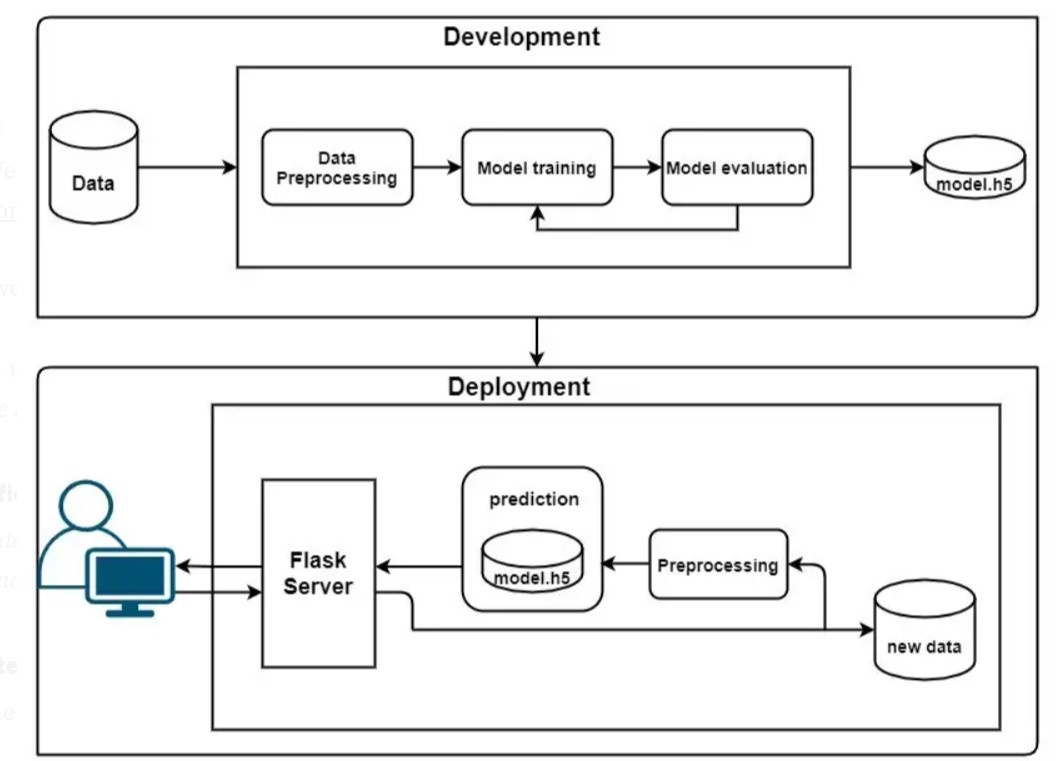 Development
Data
Data
Preprocessing
Model training
Model evaluation
model.h5
Deployment
Flask
Server
prediction
model.h5
Preprocessing
new data